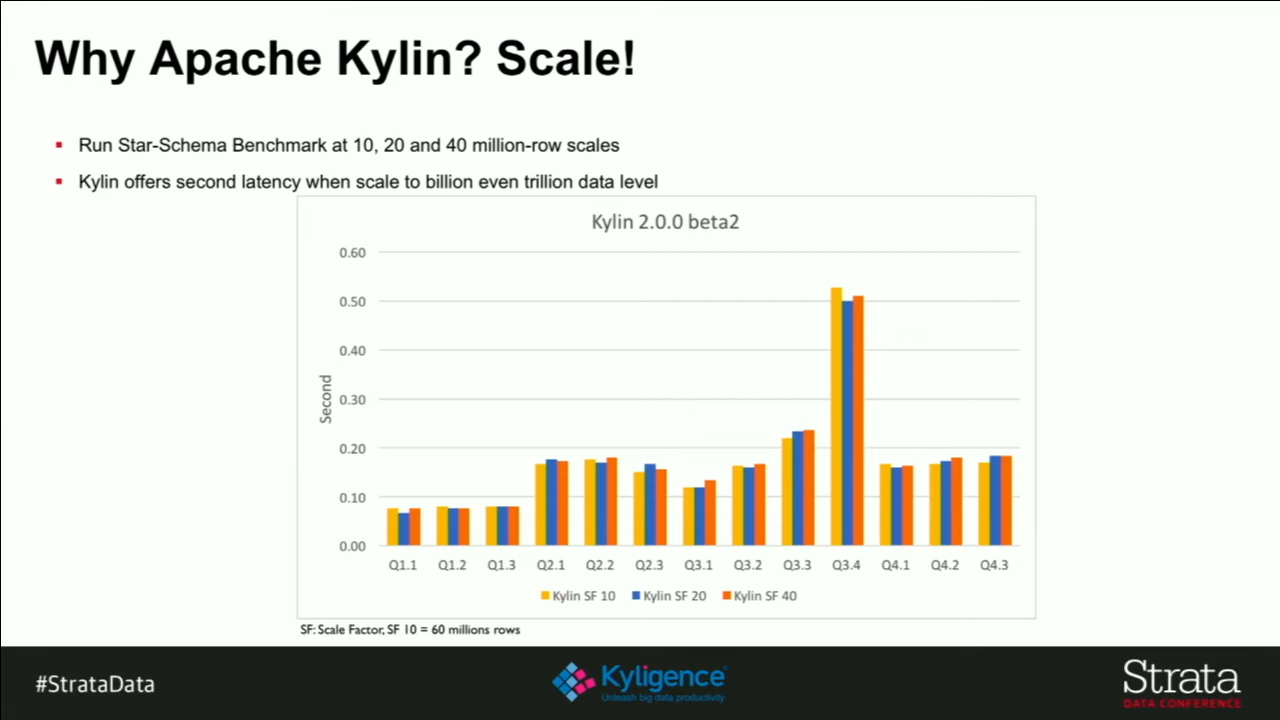 Why Apache Kylin? Scale!
Run Star-Schema Benchmark at 10, 20 and 40 million-row scales
Kylin offers second latency when scale to billion even trillion data level
Kylin 2.0.0 beta2
0.60
0.50
0.40
0.30
0.20
0.10
0.00
Second
Q1.1 Q1.2 Q1.3 Q2.1 Q2.2 Q2.3 Q3.1 Q3.2 Q3.3 Q3.4 Q4.1 Q4.2 Q4.3
Kylin SF 10 Kylin SF 20 Kylin SF 40
SF: Scale Factor, SF 10 = 60 millions rows
#StrataData
Kyligence
Unleash big data productivity
Strata
DATA CONFERENCE